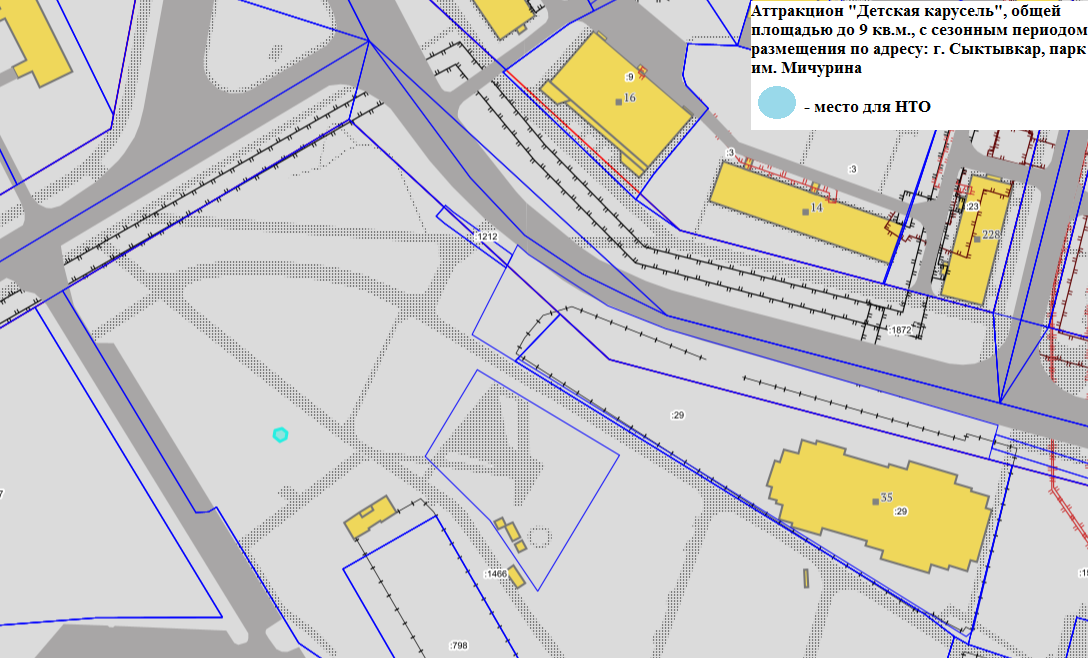 Аттракцион "Детская карусель", общей
площадью до 9 кв.м., с сезонным периодом
размещения по адресу: г. Сыктывкар, парк
им. Мичурина
- место для НТО
:9
16
:3
:3
14
:23
228
:1212
:1872
:29
35
:29
:1466
:798